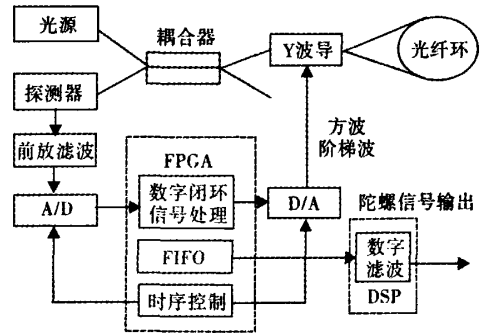 光源
耦合器
Y波导
光纤环
探测器
方波
阶梯波
前放滤波
FPGA
A/D
数字闭环
信号处理
D/A
陀螺信号输出
FIFO
数字
滤波
时序控制
DSP